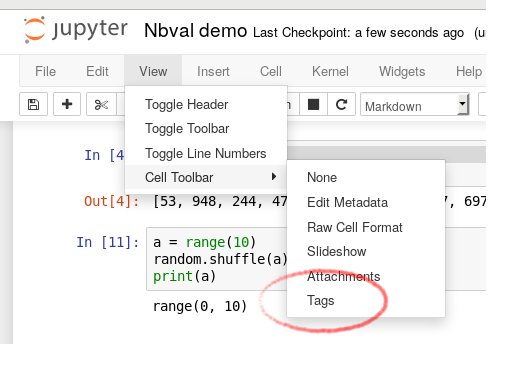 jupyter Nbval demo Last Checkpoint: a few seconds ago
File Edit View Insert Cell Kernel Widgets Help
Markdown
Toggle Header
Toggle Toolbar
Toggle Line Numbers
Cell Toolbar
None
Edit Metadata
Raw Cell Format
Slideshow
Attachments
Tags
In [4
Out[4]: [53, 948, 244, 47 7, 697
In [11]: a = range(10)
random.shuffle(a)
print(a)
range(0, 10)